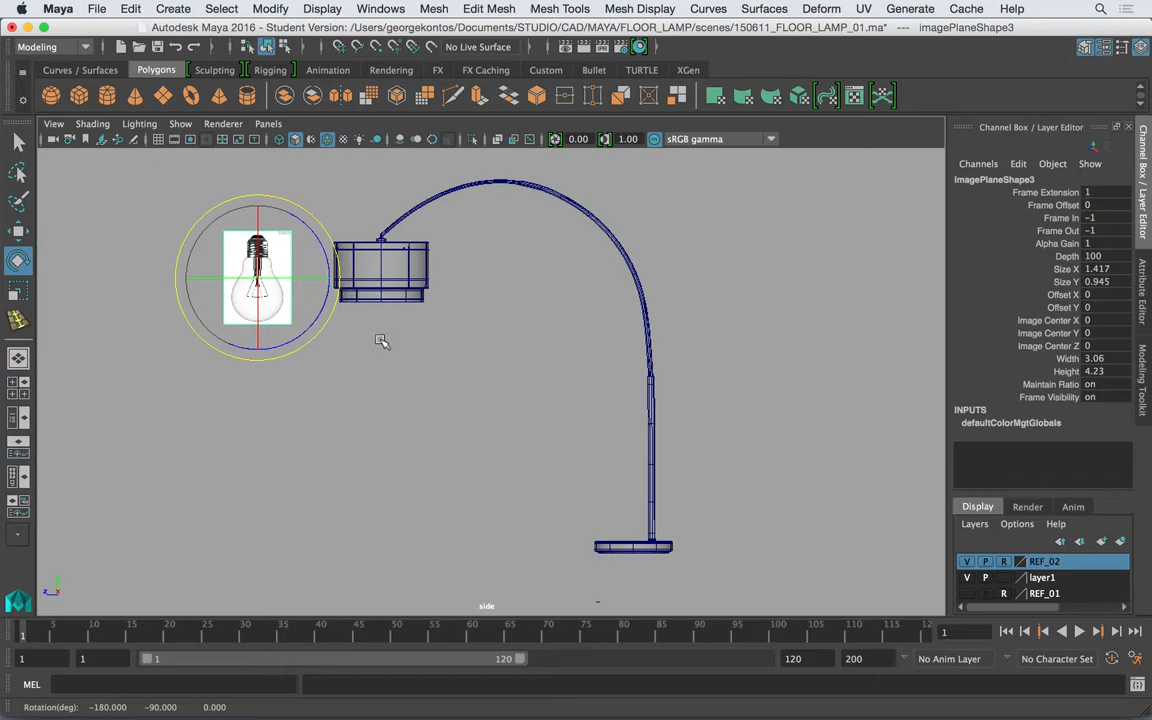 Maya File Edit Create Select Modify Display Windows Mesh Edit Mesh Mesh Tools Mesh Display Curves Surfaces Deform UV Generate Cache Help
Autodesk Maya 2016 - Student Version: /Users/georgekontos/Documents/STUDIO/CAD/MAYA/FLOOR_LAMP/scenes/150611_FLOOR_LAMP_01.ma* --- imagePlaneShape3
Modeling No Live Surface
Curves / Surfaces Polygons Sculpting Rigging Animation Rendering FX FX Caching Custom Bullet TURTLE XGen
View Shading Lighting Show Renderer Panels
0.00 1.00 sRGB gamma
Channel Box / Layer Editor
Channels Edit Object Show
imagePlaneShape3
Frame Extension 1
Frame Offset 0
Frame In -1
Frame Out -1
Alpha Gain 1
Depth 100
Size X 1.417
Size Y 0.945
Offset X 0
Offset Y 0
Image Center X 0
Image Center Y 0
Image Center Z 0
Width 3.06
Height 4.23
Maintain Ratio on
Frame Visibility on
INPUTS
defaultColorMgtGlobals
Display Render Anim
Layers Options Help
V P R REF_02
V P layer1
R REF_01
Channel Box / Layer Editor
Attribute Editor
Modeling Toolkit
side
1 5 10 15 20 25 30 35 40 45 50 55 60 65 70 75 80 85 90 95 100 105 110 115 12 1
1 1 1 120 120 200 No Anim Layer No Character Set
MEL
Rotation(deg): -180.000 -90.000 0.000